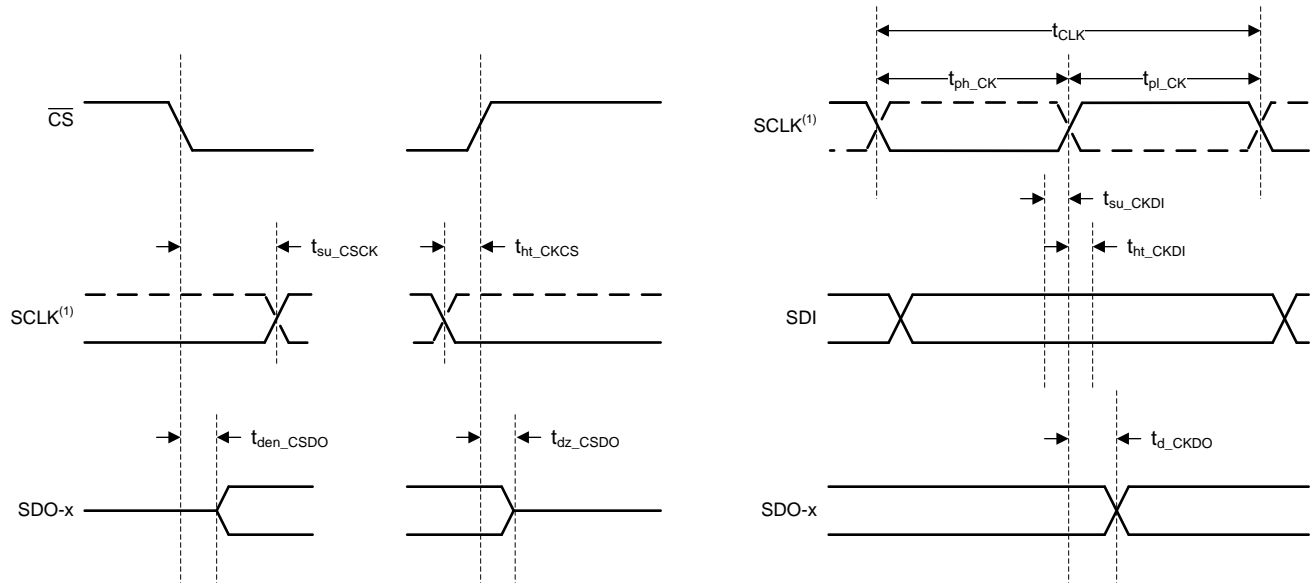 CS
t_su_CSCK
t_ht_CKCS
SCLK(1)
t_den_CSDO
t_dz_CSDO
SDO-x
t_CLK
t_ph_CK
t_pl_CK
SCLK(1)
t_su_CKDI
t_ht_CKDI
SDI
t_d_CKDO
SDO-x